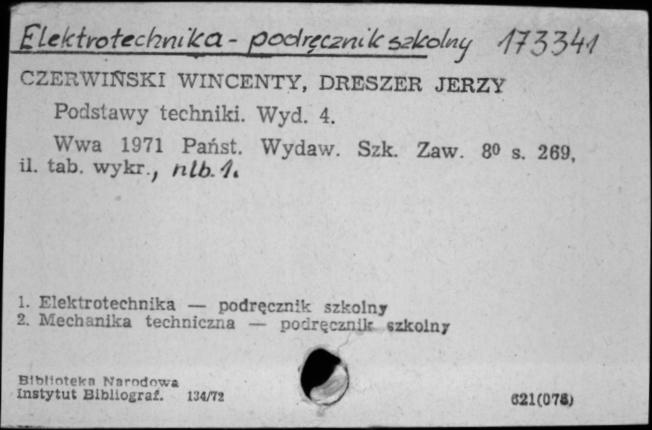 Elektrotechnika - podręcznik szkolny 173341
CZERWIŃSKI WINCENTY, DRESZER JERZY
Podstawy techniki. Wyd. 4.
Wwa 1971 Państ. Wydaw. Szk. Zaw. 8⁰ s. 269,
il. tab. wykr., nlb. 1.
1. Elektrotechnika — podręcznik szkolny
2. Mechanika techniczna — podręcznik szkolny
Biblioteka Narodowa
Instytut Bibliograf. 134/72
621(075)